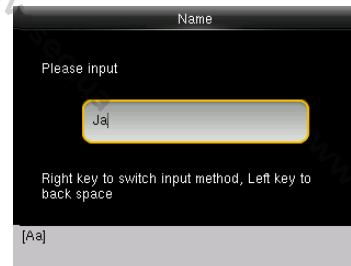 Name
Please input
Ja
Right key to switch input method, Left key to
back space
[Aa]